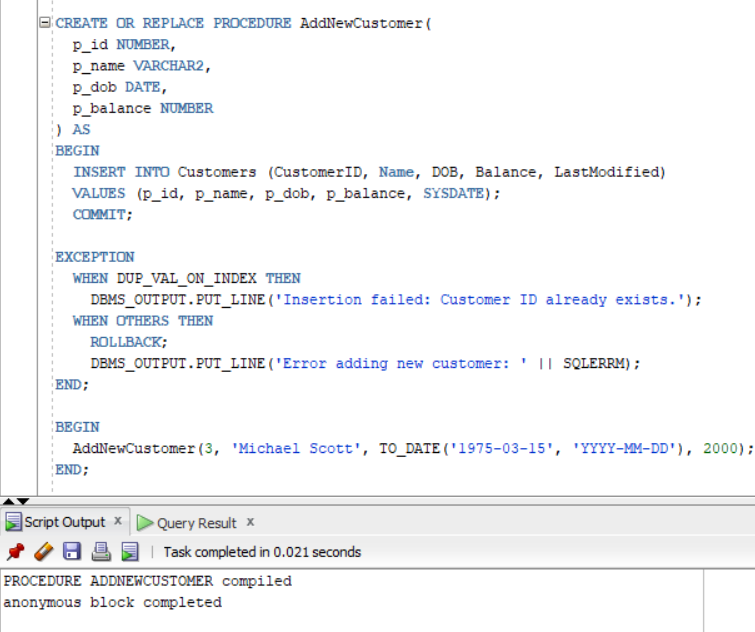 CREATE OR REPLACE PROCEDURE AddNewCustomer(
p_id NUMBER,
p_name VARCHAR2,
p_dob DATE,
p_balance NUMBER
) AS
BEGIN
INSERT INTO Customers (CustomerID, Name, DOB, Balance, LastModified)
VALUES (p_id, p_name, p_dob, p_balance, SYSDATE);
COMMIT;
EXCEPTION
WHEN DUP_VAL_ON_INDEX THEN
DBMS_OUTPUT.PUT_LINE('Insertion failed: Customer ID already exists.');
WHEN OTHERS THEN
ROLLBACK;
DBMS_OUTPUT.PUT_LINE('Error adding new customer: ' || SQLERRM);
END;
BEGIN
AddNewCustomer(3, 'Michael Scott', TO_DATE('1975-03-15', 'YYYY-MM-DD'), 2000);
END;
Script Output x Query Result x
Task completed in 0.021 seconds
PROCEDURE ADDNEWCUSTOMER compiled
anonymous block completed